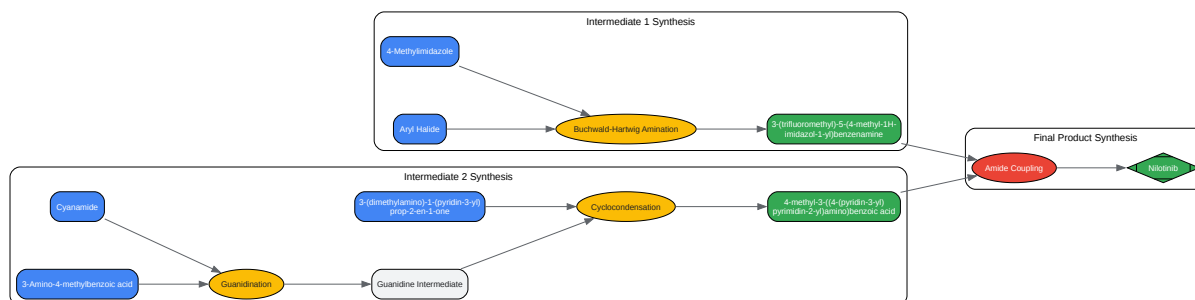 Intermediate 1 Synthesis
4-Methylimidazole
Aryl Halide
Buchwald-Hartwig Amination
3-(trifluoromethyl)-5-(4-methyl-1H-
imidazol-1-yl)benzenamine
Final Product Synthesis
Amide Coupling
Nilotinib
Intermediate 2 Synthesis
Cyanamide
3-(dimethylamino)-1-(pyridin-3-yl)
prop-2-en-1-one
Cyclocondensation
4-methyl-3-((4-(pyridin-3-yl)
pyrimidin-2-yl)amino)benzoic acid
3-Amino-4-methylbenzoic acid
Guanidination
Guanidine Intermediate